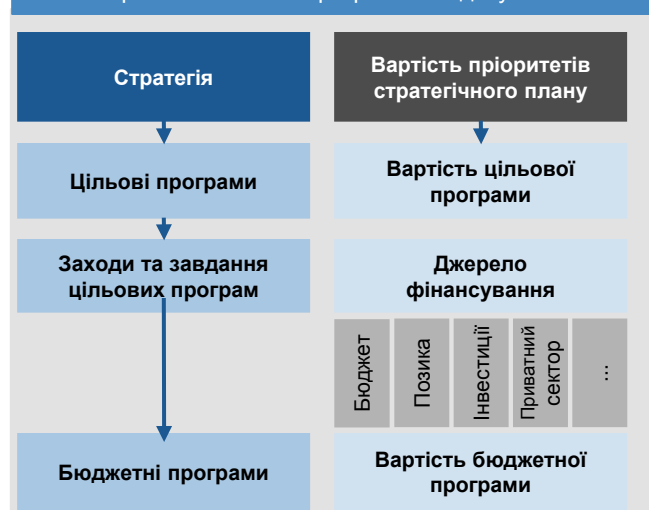 Стратегія
Вартість пріоритетів
стратегічного плану
Цільові програми
Вартість цільової
програми
Заходи та завдання
цільових програм
Джерело
фінансування
Бюджет
Позика
Інвестиції
Приватний
сектор
...
Бюджетні програми
Вартість бюджетної
програми